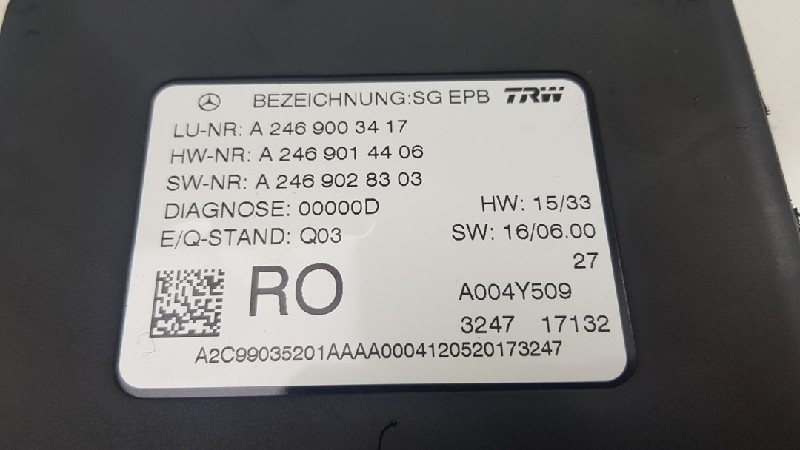 BEZEICHNUNG:SG EPB TRW
LU-NR: A 246 900 34 17
HW-NR: A 246 901 44 06
SW-NR: A 246 902 83 03
DIAGNOSE: 00000D HW: 15/33
E/Q-STAND: Q03 SW: 16/06.00
27
RO A004Y509
3247 17132
A2C99035201AAAA0004120520173247